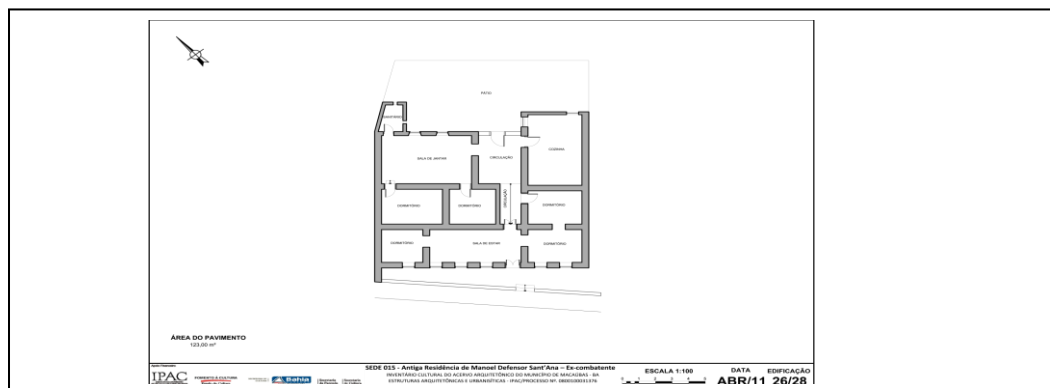 PÁTIO
SANITÁRIO
SALA DE JANTAR
CIRCULAÇÃO
COZINHA
DORMITÓRIO
DORMITÓRIO
CIRCULAÇÃO
DORMITÓRIO
DORMITÓRIO
SALA DE ESTAR
DORMITÓRIO
ÁREA DO PAVIMENTO
123,00 m²
IPAC
Bahia
SEDE 015 - Antiga Residência de Manoel Defensor Sant'Ana – Ex-combatente
INVENTÁRIO CULTURAL DO ACERVO ARQUITETÔNICO DO MUNICÍPIO DE MACAÚBAS - BA
ESTRUTURAS ARQUITETÔNICAS E URBANÍSTICAS - IPAC/PROCESSO Nº. 0800100031376
ESCALA 1:100
DATA
ABR/11
EDIFICAÇÃO
26/28